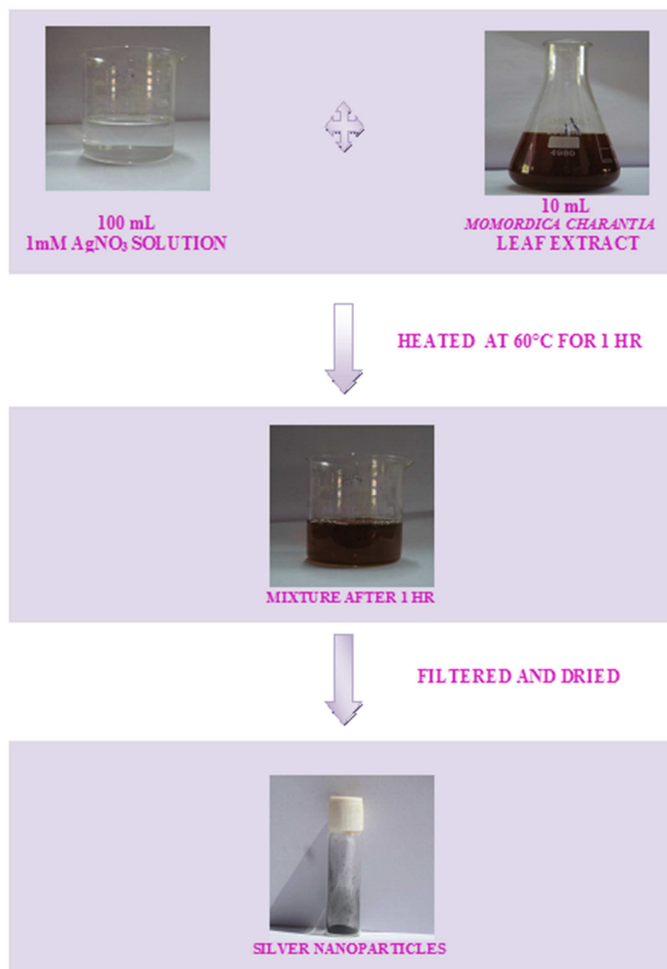 100 mL
1mM AgNO₃ SOLUTION
4980
10 mL
MOMORDICA CHARANTIA
LEAF EXTRACT
HEATED AT 60°C FOR 1 HR
MIXTURE AFTER 1 HR
FILTERED AND DRIED
SILVER NANOPARTICLES